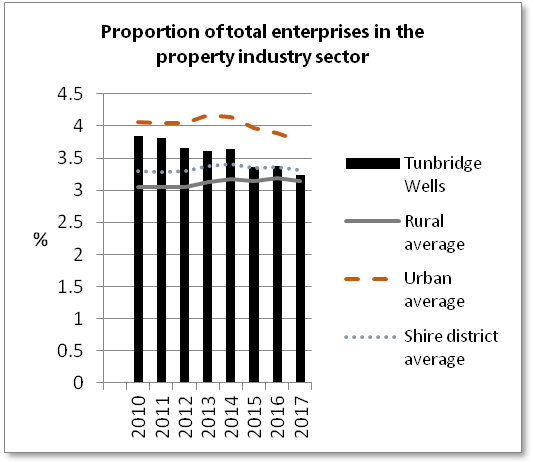 Proportion of total enterprises in the
property industry sector
4.5
4
3.5
3
2.5
2
1.5
1
0.5
0
%
2010
2011
2012
2013
2014
2015
2016
2017
Tunbridge
Wells
Rural
average
Urban
average
Shire district
average